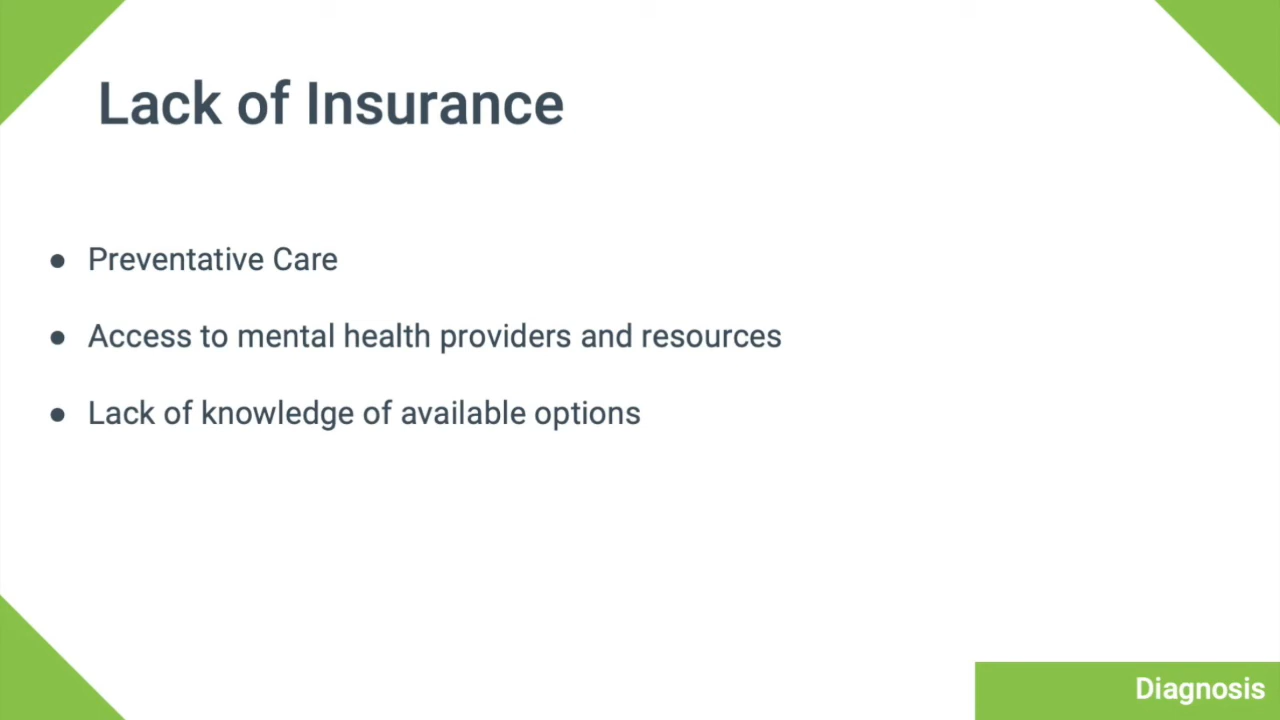 Lack of Insurance
● Preventative Care
● Access to mental health providers and resources
● Lack of knowledge of available options
Diagnosis